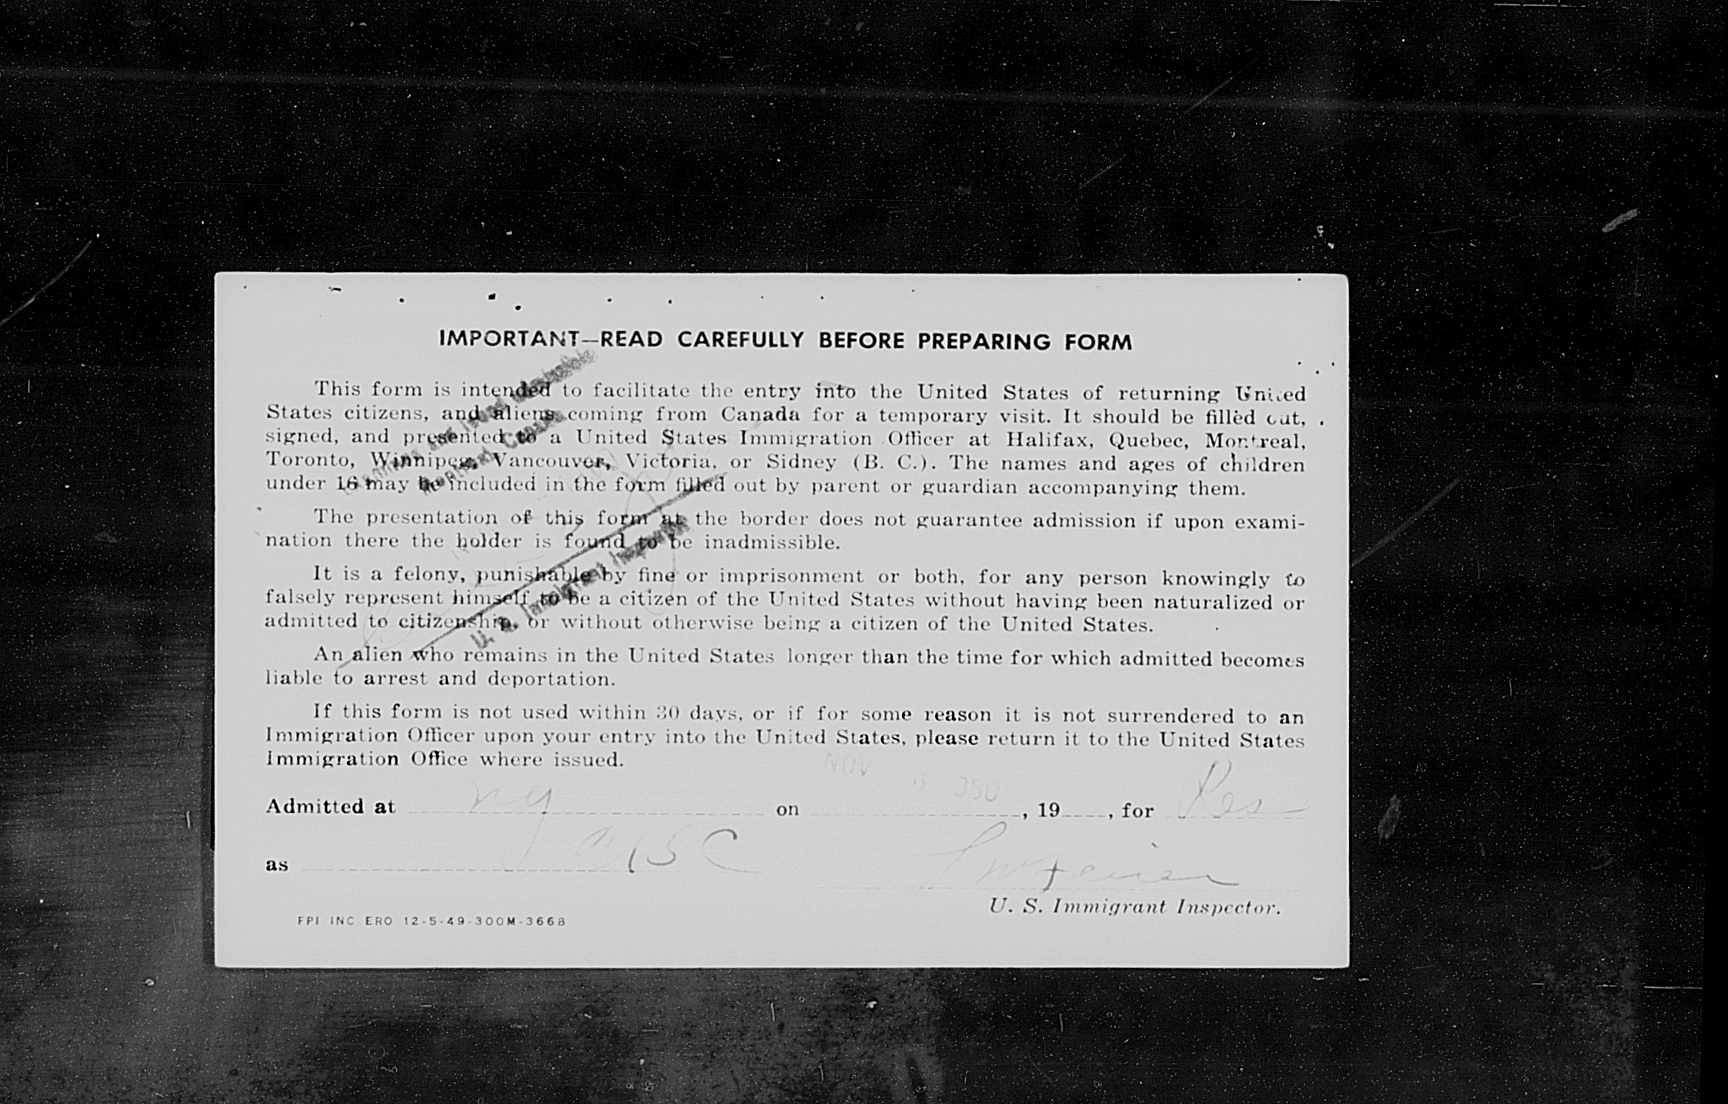 IMPORTANT—READ CAREFULLY BEFORE PREPARING FORM
This form is intended to facilitate the entry into the United States of returning United
States citizens, and aliens coming from Canada for a temporary visit. It should be filled out,
signed, and presented to a United States Immigration Officer at Halifax, Quebec, Montreal,
Toronto, Winnipeg, Vancouver, Victoria, or Sidney (B. C.). The names and ages of children
under 16 may be included in the form filled out by parent or guardian accompanying them.
The presentation of this form at the border does not guarantee admission if upon exami-
nation there the holder is found to be inadmissible.
It is a felony, punishable by fine or imprisonment or both, for any person knowingly to
falsely represent himself to be a citizen of the United States without having been naturalized or
admitted to citizenship, or without otherwise being a citizen of the United States.
An alien who remains in the United States longer than the time for which admitted becomes
liable to arrest and deportation.
If this form is not used within 30 days, or if for some reason it is not surrendered to an
Immigration Officer upon your entry into the United States, please return it to the United States
Immigration Office where issued.
Admitted at NY on NOV 1950, 19, for Res
as USC
U. S. Immigrant Inspector.
FPI INC ERO 12-5-49-300M-3668
U. S. Immigrant Inspector